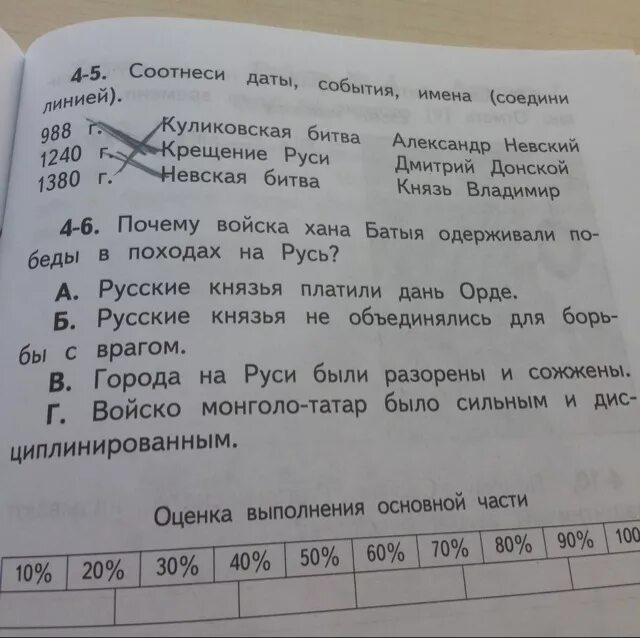 4-5. Соотнеси даты, события, имена (соедини
линией).
988 г. Куликовская битва Александр Невский
1240 г. Крещение Руси Дмитрий Донской
1380 г. Невская битва Князь Владимир
4-6. Почему войска хана Батыя одерживали по-
беды в походах на Русь?
А. Русские князья платили дань Орде.
Б. Русские князья не объединялись для борь-
бы с врагом.
В. Города на Руси были разорены и сожжены.
Г. Войско монголо-татар было сильным и дис-
циплинированным.
Оценка выполнения основной части
10% 20% 30% 40% 50% 60% 70% 80% 90% 100